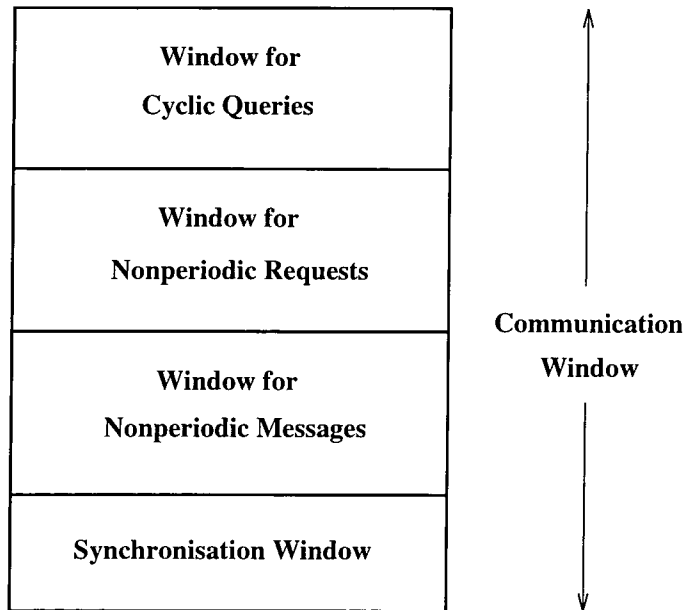 Window for
Cyclic Queries
Window for
Nonperiodic Requests
Window for
Nonperiodic Messages
Synchronisation Window
Communication
Window